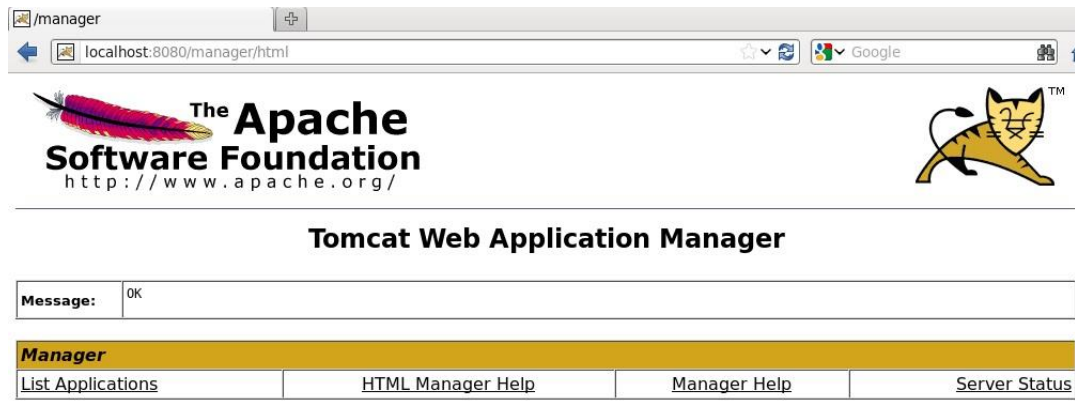 /manager
localhost:8080/manager/html
Google
The Apache
Software Foundation
http://www.apache.org/
TM
Tomcat Web Application Manager
Message: OK
Manager
List Applications HTML Manager Help Manager Help Server Status